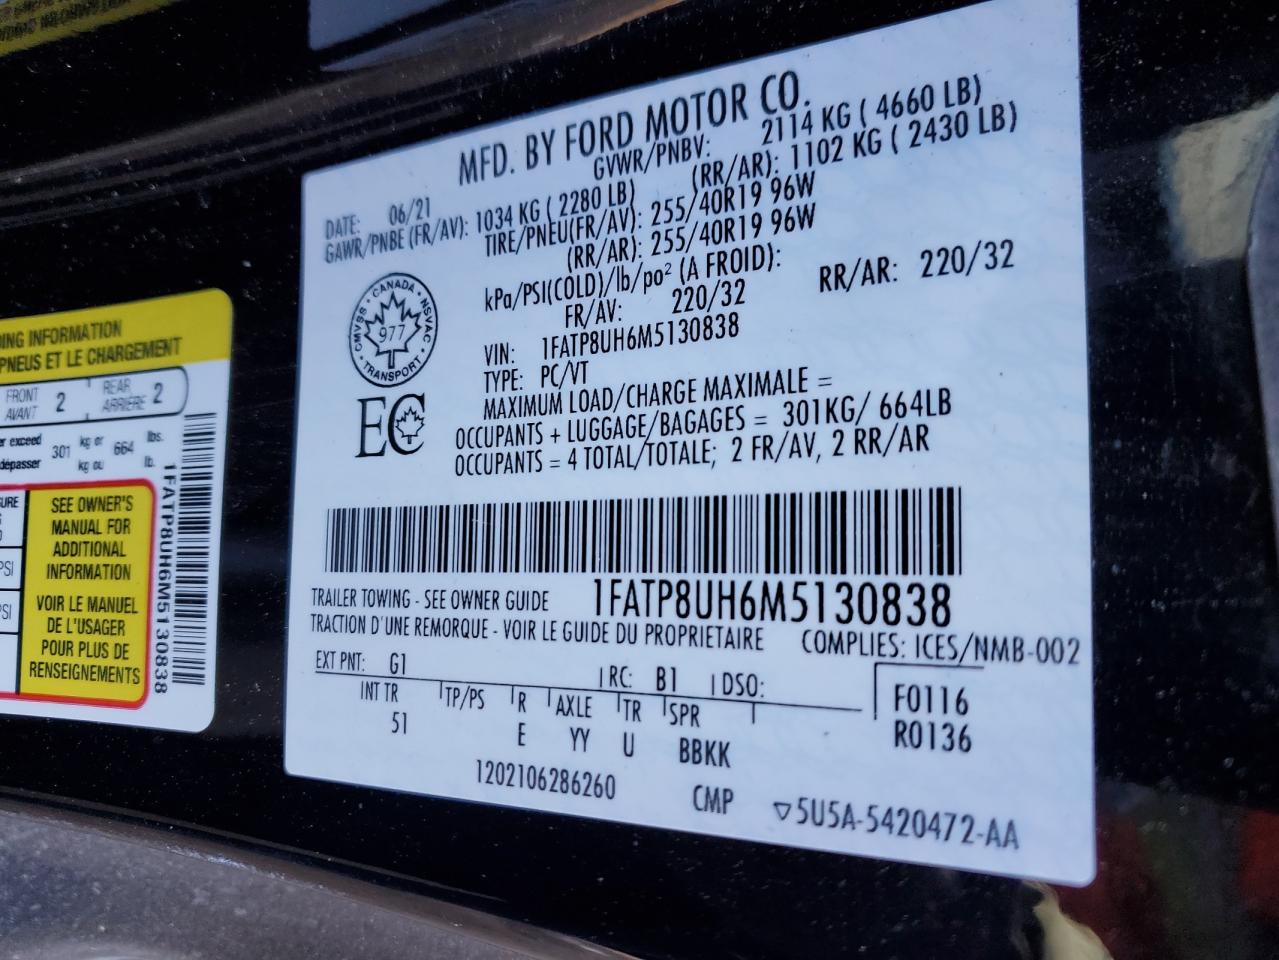 MFD. BY FORD MOTOR CO.
DATE: 06/21 GVWR/PNBV: 2114 KG ( 4660 LB)
GAWR/PNBE (FR/AV): 1034 KG ( 2280 LB) (RR/AR): 1102 KG ( 2430 LB)
TIRE/PNEU(FR/AV): 255/40R19 96W
(RR/AR): 255/40R19 96W
kPa/PSI(COLD)/lb/po² (A FROID):
FR/AV: 220/32 RR/AR: 220/32
VIN: 1FATP8UH6M5130838
TYPE: PC/VT
MAXIMUM LOAD/CHARGE MAXIMALE =
OCCUPANTS + LUGGAGE/BAGAGES = 301KG/ 664LB
OCCUPANTS = 4 TOTAL/TOTALE; 2 FR/AV, 2 RR/AR
CANADA
CMVSS 977 NSVAC
TRANSPORT
EC
1FATP8UH6M5130838
TRAILER TOWING - SEE OWNER GUIDE
TRACTION D'UNE REMORQUE - VOIR LE GUIDE DU PROPRIETAIRE
COMPLIES: ICES/NMB-002
EXT PNT: G1 RC: B1 DSO:
INT TR TP/PS R AXLE TR SPR
51 E YY U BBKK
F0116
R0136
1202106286260
CMP ▽5U5A-5420472-AA
INFORMATION
PNEUS ET LE CHARGEMENT
FRONT 2 REAR 2
AVANT ARRIÈRE
exceed 301 kg or 664 lbs.
dépasser kg ou lb.
SEE OWNER'S
MANUAL FOR
ADDITIONAL
INFORMATION
VOIR LE MANUEL
DE L'USAGER
POUR PLUS DE
RENSEIGNEMENTS
1FATP8UH6M5130838